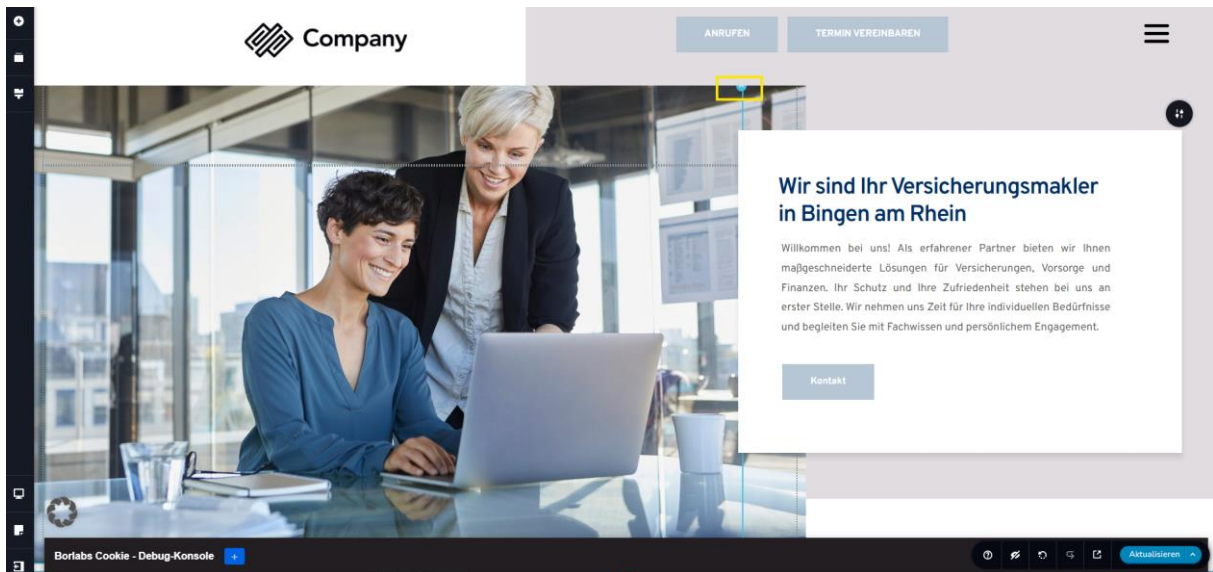 Company
ANRUFEN
TERMIN VEREINBAREN
Wir sind Ihr Versicherungsmakler
in Bingen am Rhein
Willkommen bei uns! Als erfahrener Partner bieten wir Ihnen
maßgeschneiderte Lösungen für Versicherungen, Vorsorge und
Finanzen. Ihr Schutz und Ihre Zufriedenheit stehen bei uns an
erster Stelle. Wir nehmen uns Zeit für Ihre individuellen Bedürfnisse
und begleiten Sie mit Fachwissen und persönlichem Engagement.
Kontakt
Borlabs Cookie - Debug-Konsole
Aktualisieren